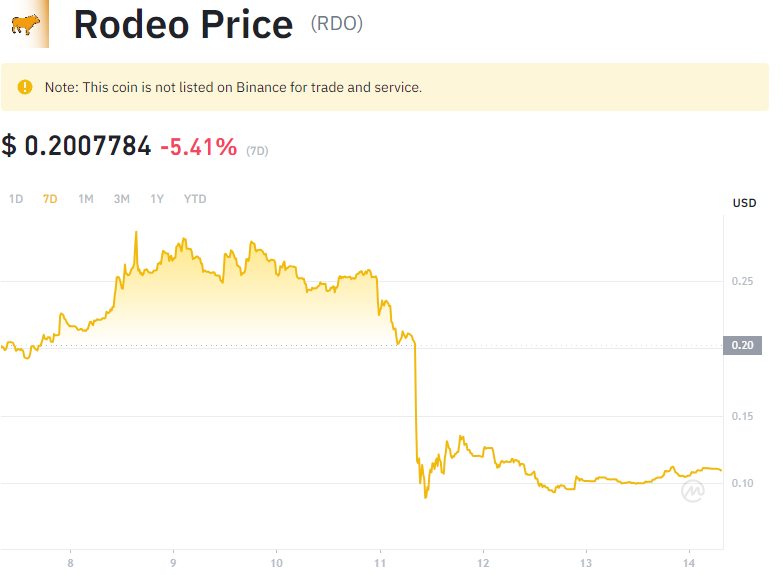 Rodeo Price (RDO)
Note: This coin is not listed on Binance for trade and service.
$ 0.2007784 -5.41% (7D)
1D 7D 1M 3M 1Y YTD
USD
0.25
0.20
0.15
0.10
8 9 10 11 12 13 14